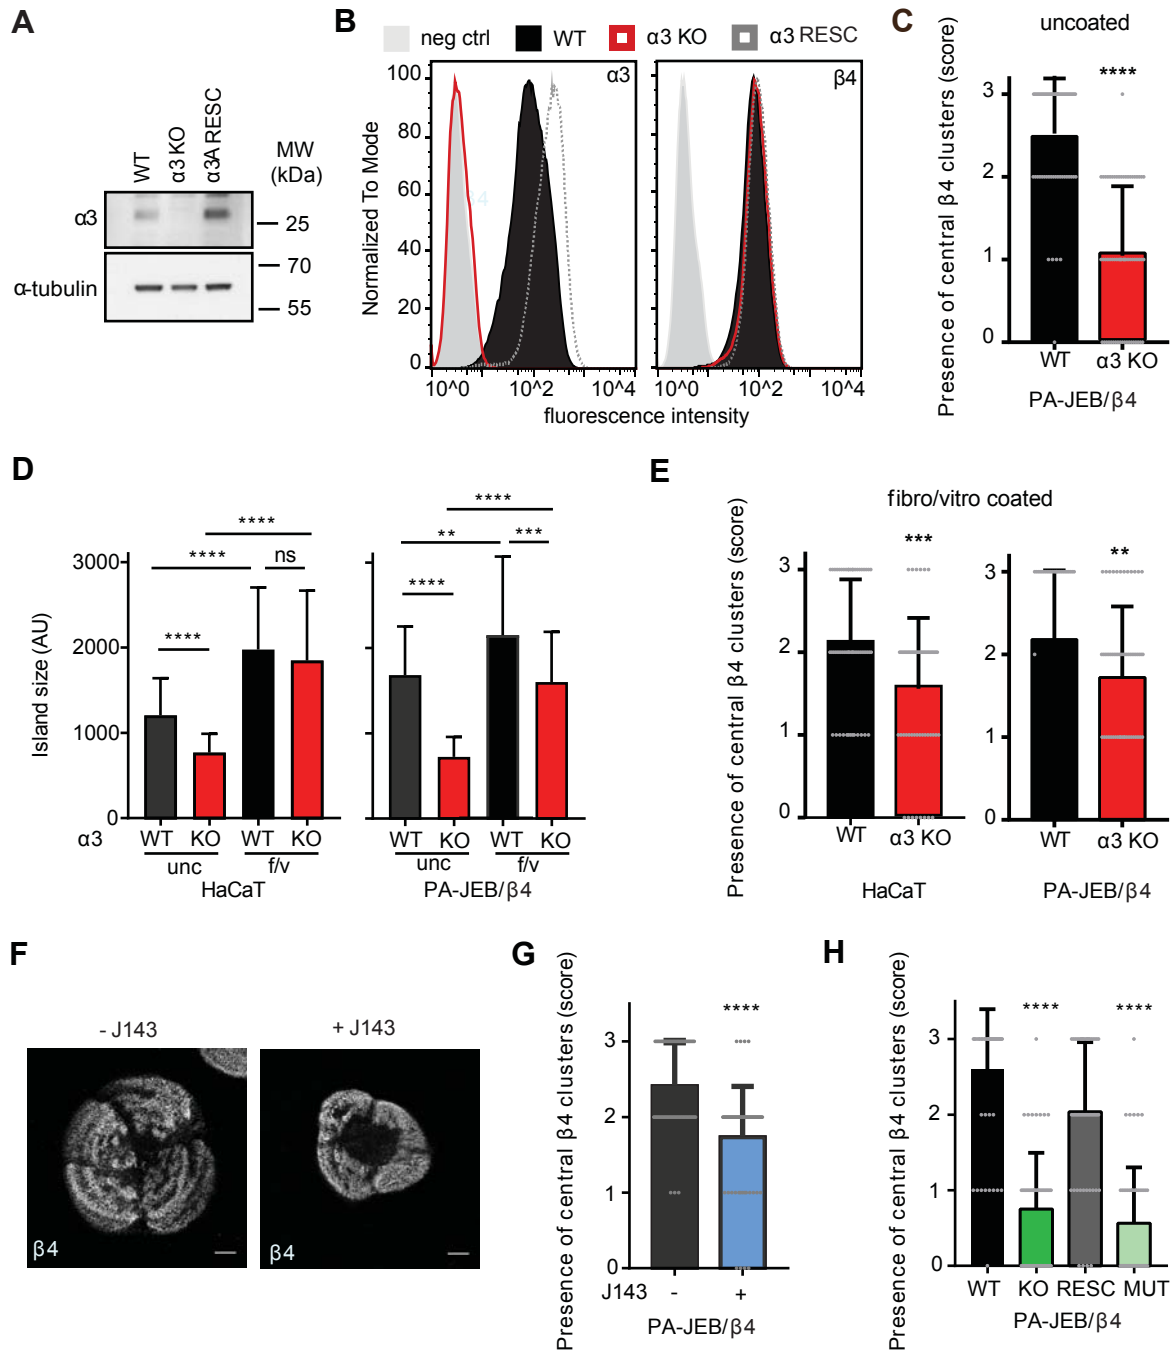 A
WT
α3 KO
α3A RESC
MW
(kDa)
α3
25
70
α-tubulin
55
B
neg ctrl
WT
α3 KO
α3 RESC
Normalized To Mode
100
80
60
40
20
0
α3
β4
10^0
10^2
10^4
10^0
10^2
10^4
fluorescence intensity
C
uncoated
Presence of central β4 clusters (score)
****
3
2
1
0
WT
α3 KO
PA-JEB/β4
D
Island size (AU)
3000
2000
1000
0
****
****
ns
****
****
**
***
****
α3
WT
KO
WT
KO
unc
f/v
HaCaT
WT
KO
WT
KO
unc
f/v
PA-JEB/β4
E
fibro/vitro coated
Presence of central β4 clusters (score)
***
3
2
1
0
WT
α3 KO
HaCaT
**
3
2
1
0
WT
α3 KO
PA-JEB/β4
F
- J143
+ J143
β4
β4
G
Presence of central β4 clusters (score)
****
3
2
1
0
J143
-
+
PA-JEB/β4
H
Presence of central β4 clusters (score)
****
****
3
2
1
0
WT
KO
RESC
MUT
PA-JEB/β4